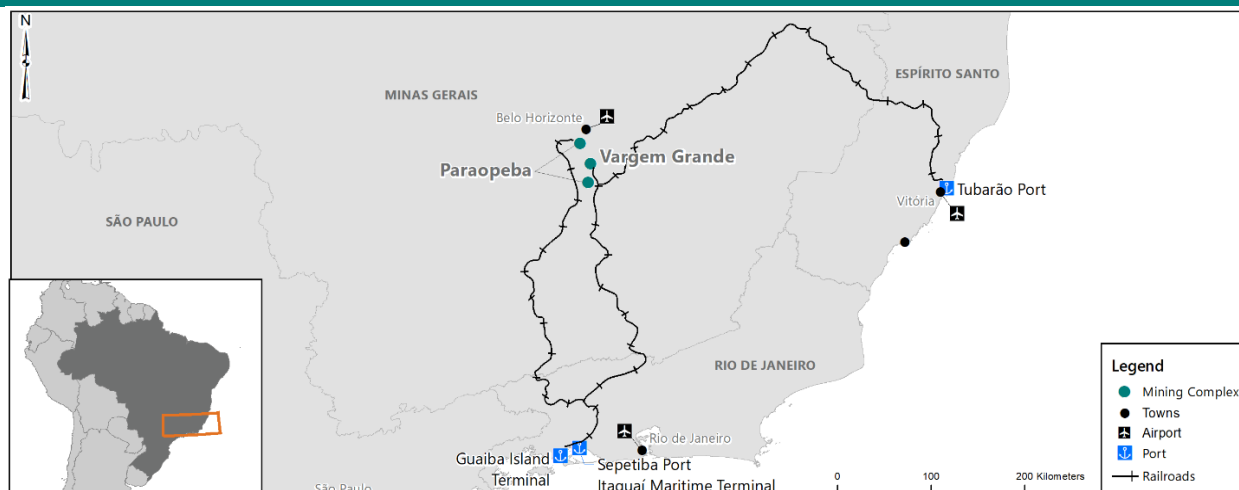 N
ESPÍRITO SANTO
MINAS GERAIS
Belo Horizonte
Vargem Grande
Paraopeba
Tubarão Port
Vitória
SÃO PAULO
RIO DE JANEIRO
Legend
Mining Complex
Towns
Airport
Port
Railroads
Rio de Janeiro
Guaiba Island
Terminal
Sepetiba Port
Itaguaí Maritime Terminal
São Paulo
0 100 200 Kilometers